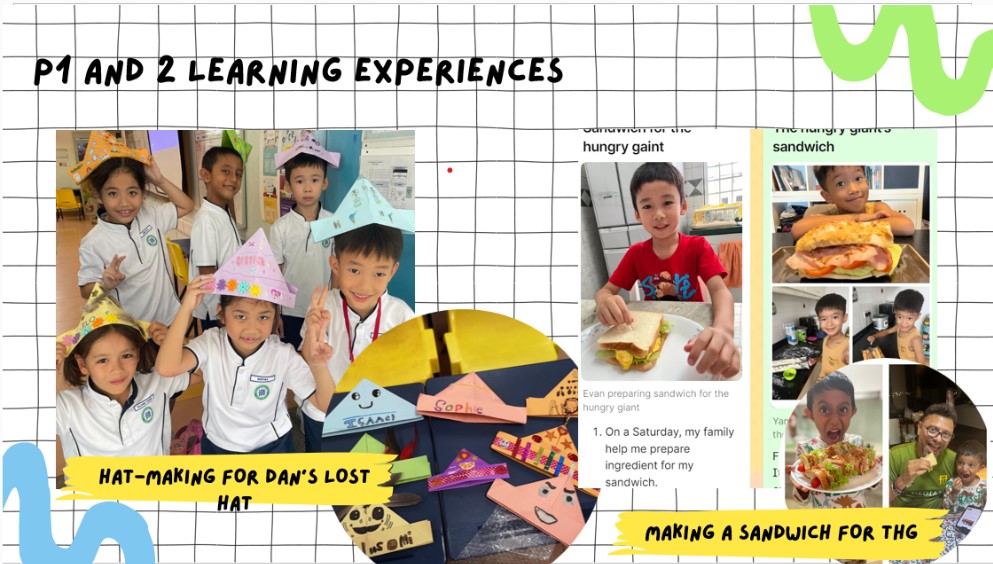 P1 AND 2 LEARNING EXPERIENCES
Sandwich for the
hungry gaint
The hungry giant's
sandwich
ISAAC
Sophie
Evan preparing sandwich for the
hungry giant
1. On a Saturday, my family
help me prepare
ingredient for my
sandwich.
HAT-MAKING FOR DAN'S LOST
HAT
MAKING A SANDWICH FOR THG